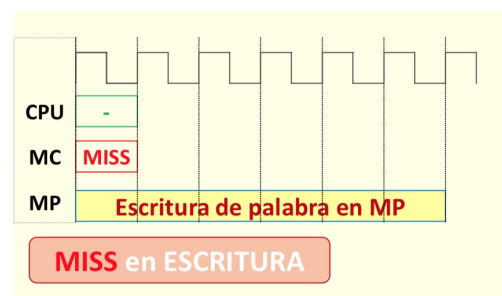 CPU -
MC MISS
MP Escritura de palabra en MP
MISS en ESCRITURA